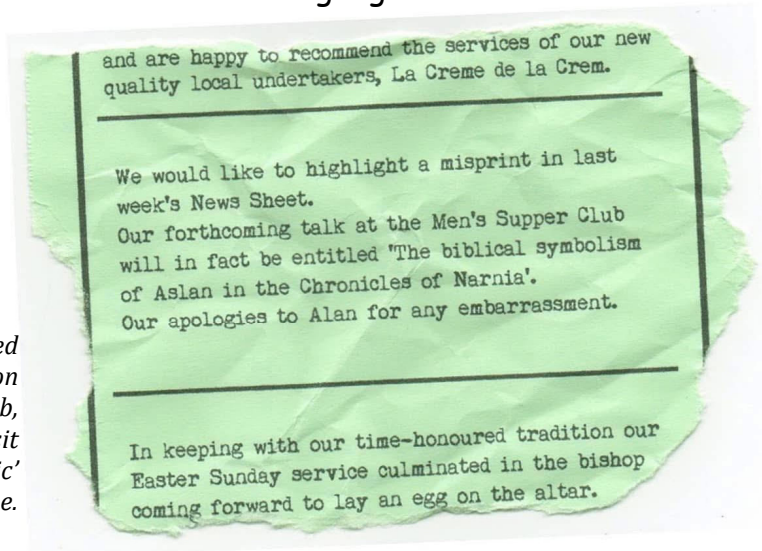 and are happy to recommend the services of our new
quality local undertakers, La Creme de la Crem.
We would like to highlight a misprint in last
week's News Sheet.
Our forthcoming talk at the Men's Supper Club
will in fact be entitled 'The biblical symbolism
of Aslan in the Chronicles of Narnia'.
Our apologies to Alan for any embarrassment.
In keeping with our time-honoured tradition our
Easter Sunday service culminated in the bishop
coming forward to lay an egg on the altar.